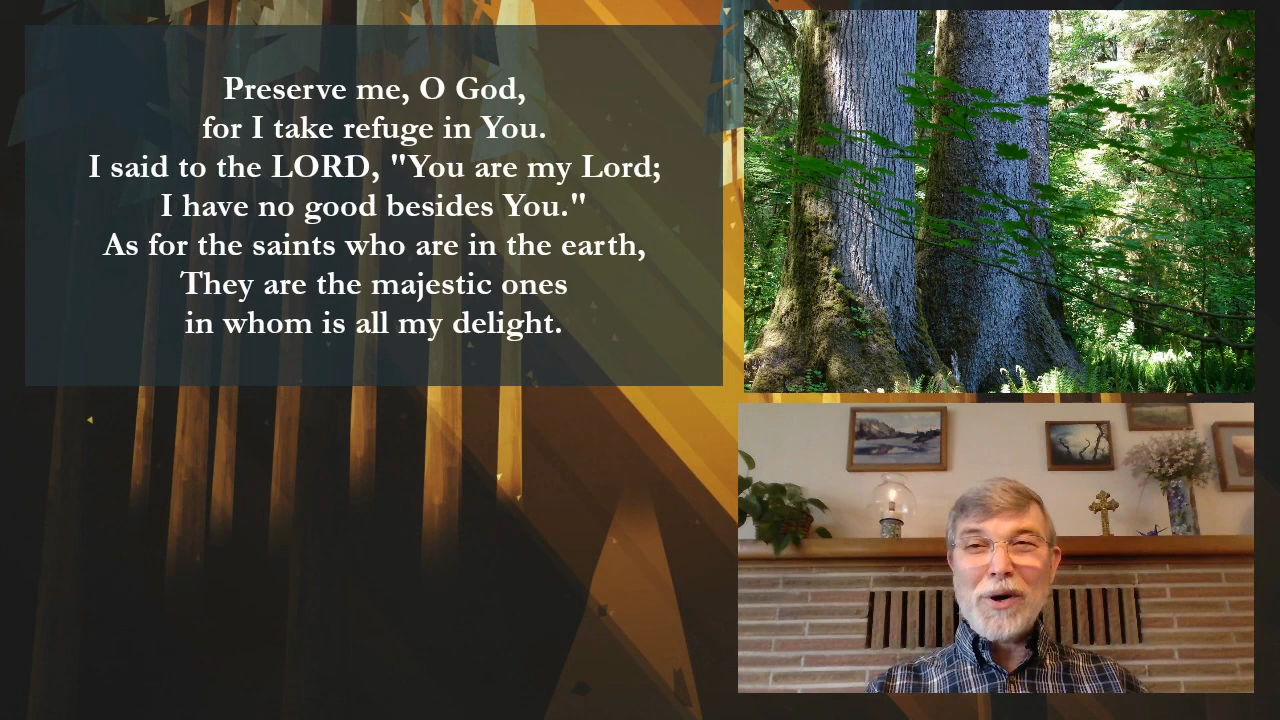 Preserve me, O God,
for I take refuge in You.
I said to the LORD, "You are my Lord;
I have no good besides You."
As for the saints who are in the earth,
They are the majestic ones
in whom is all my delight.